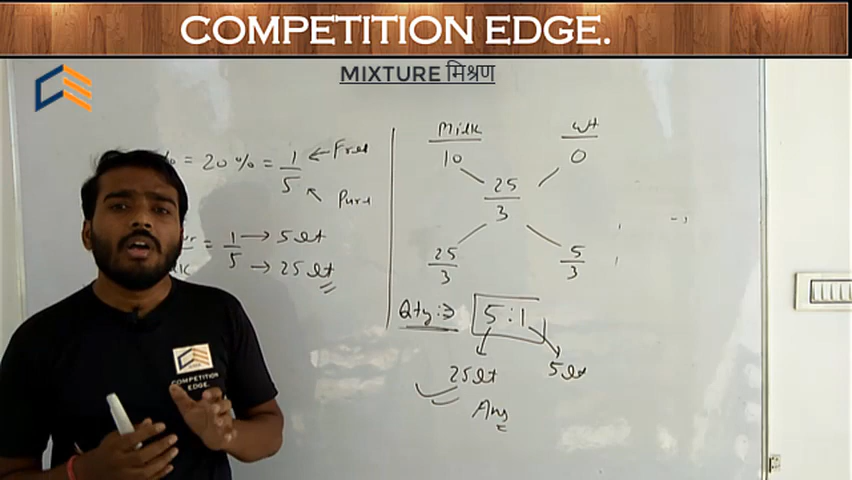 COMPETITION EDGE.
MIXTURE मिश्रण
% = 20% = 1/5 ← Free
Pure
= 1/5 → 5 lt
→ 25 lt
Milk Wt
10 0
25/3
25/3 5/3
Qty :⇒ 5 : 1
25 lt 5 lt
Ans
COMPETITION
EDGE.